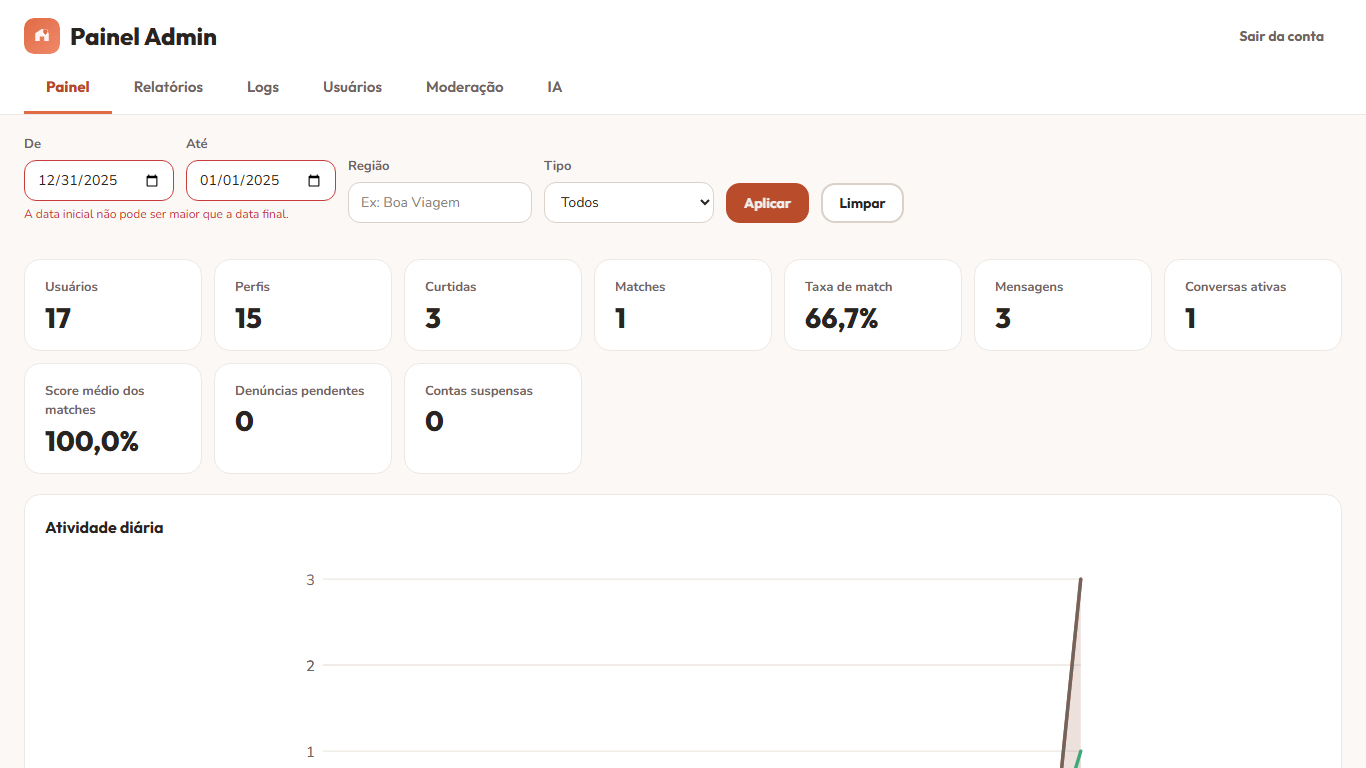 Painel Admin
Sair da conta
Painel
Relatórios
Logs
Usuários
Moderação
IA
De
Até
Região
Tipo
12/31/2025
01/01/2025
Ex: Boa Viagem
Todos
Aplicar
Limpar
A data inicial não pode ser maior que a data final.
Usuários
17
Perfis
15
Curtidas
3
Matches
1
Taxa de match
66,7%
Mensagens
3
Conversas ativas
1
Score médio dos
matches
100,0%
Denúncias pendentes
0
Contas suspensas
0
Atividade diária
3
2
1